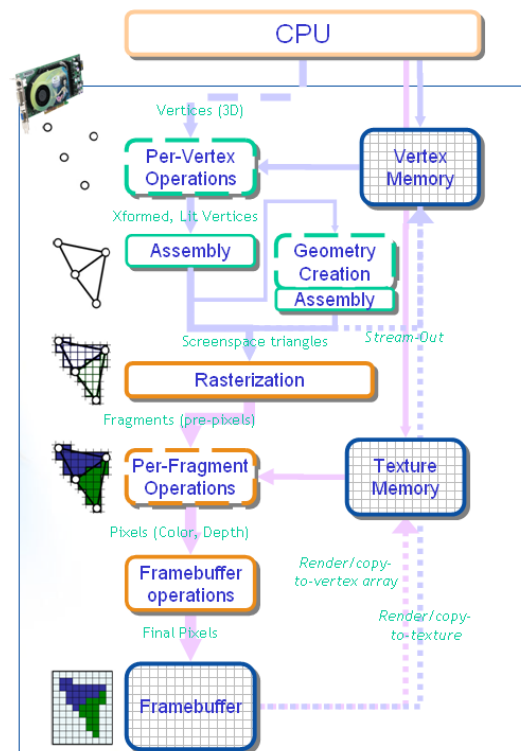 CPU
Vertices (3D)
Per-Vertex
Operations
Vertex
Memory
Xformed, Lit Vertices
Assembly
Geometry
Creation
Assembly
Screenspace triangles
Stream-Out
Rasterization
Fragments (pre-pixels)
Per-Fragment
Operations
Texture
Memory
Pixels (Color, Depth)
Render/copy-
to-vertex array
Framebuffer
operations
Render/copy-
to-texture
Final Pixels
Framebuffer